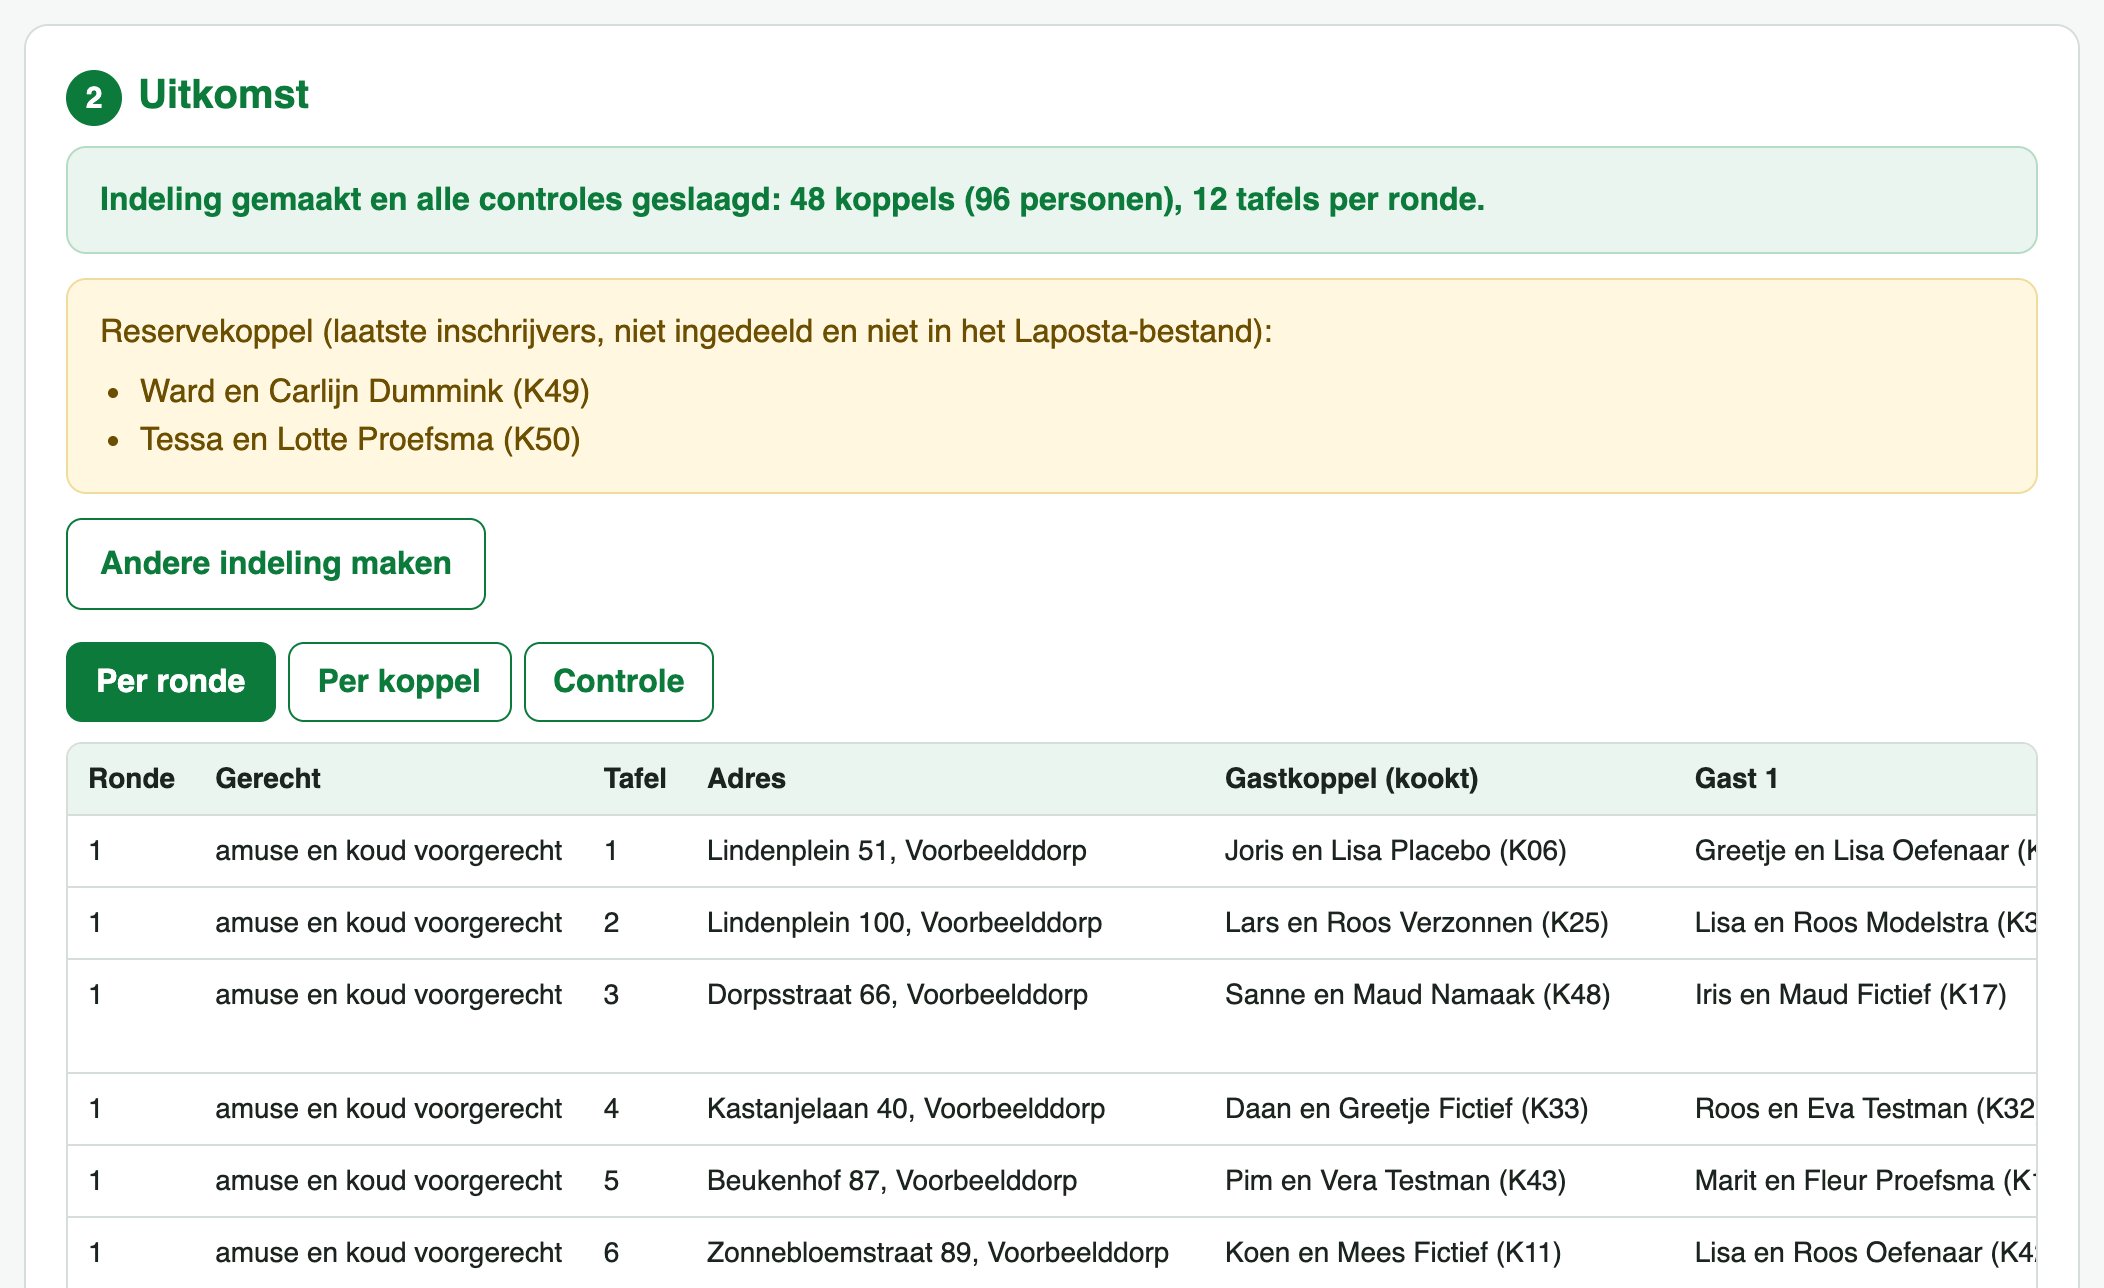 2 Uitkomst
Indeling gemaakt en alle controles geslaagd: 48 koppels (96 personen), 12 tafels per ronde.
Reservekoppel (laatste inschrijvers, niet ingedeeld en niet in het Laposta-bestand):
• Ward en Carlijn Dummink (K49)
• Tessa en Lotte Proefsma (K50)
Andere indeling maken
Per ronde Per koppel Controle
Ronde Gerecht Tafel Adres Gastkoppel (kookt) Gast 1
1 amuse en koud voorgerecht 1 Lindenplein 51, Voorbeelddorp Joris en Lisa Placebo (K06) Greetje en Lisa Oefenaar
1 amuse en koud voorgerecht 2 Lindenplein 100, Voorbeelddorp Lars en Roos Verzonnen (K25) Lisa en Roos Modelstra
1 amuse en koud voorgerecht 3 Dorpsstraat 66, Voorbeelddorp Sanne en Maud Namaak (K48) Iris en Maud Fictief (K17)
1 amuse en koud voorgerecht 4 Kastanjelaan 40, Voorbeelddorp Daan en Greetje Fictief (K33) Roos en Eva Testman (K32
1 amuse en koud voorgerecht 5 Beukenhof 87, Voorbeelddorp Pim en Vera Testman (K43) Marit en Fleur Proefsma
1 amuse en koud voorgerecht 6 Zonnebloemstraat 89, Voorbeelddorp Koen en Mees Fictief (K11) Lisa en Roos Oefenaar